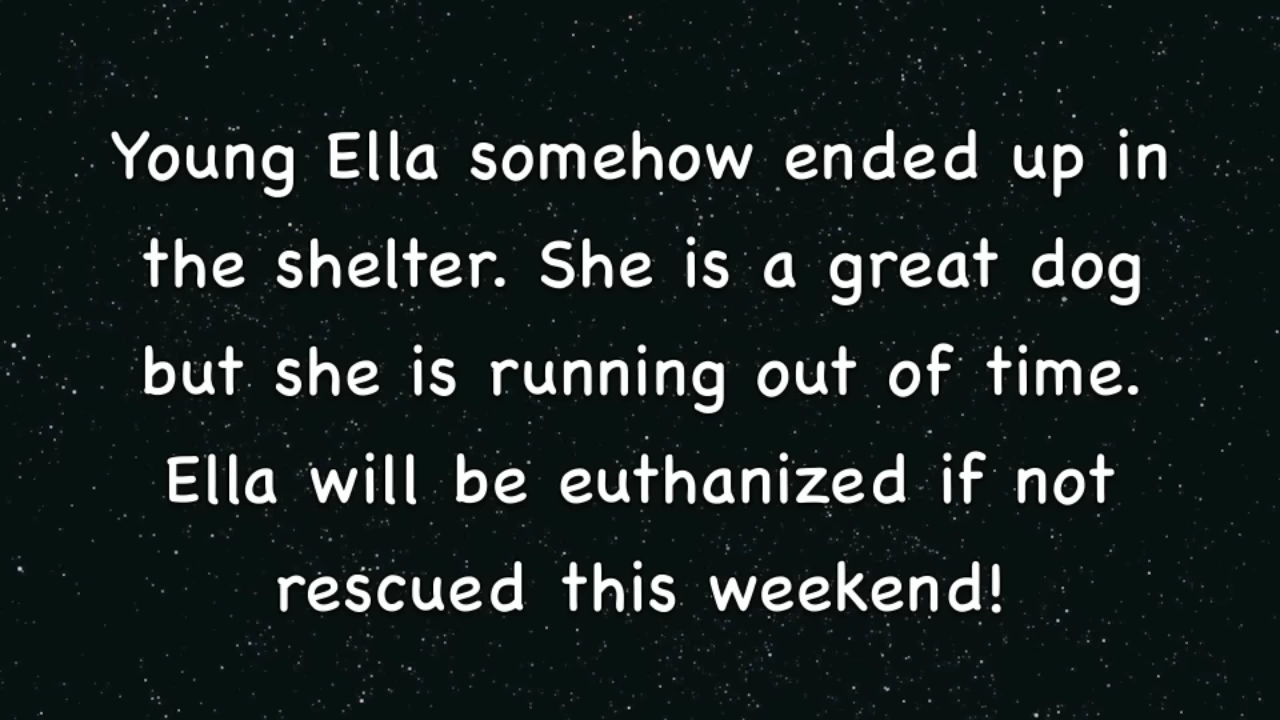 Young Ella somehow ended up in
the shelter. She is a great dog
but she is running out of time.
Ella will be euthanized if not
rescued this weekend!